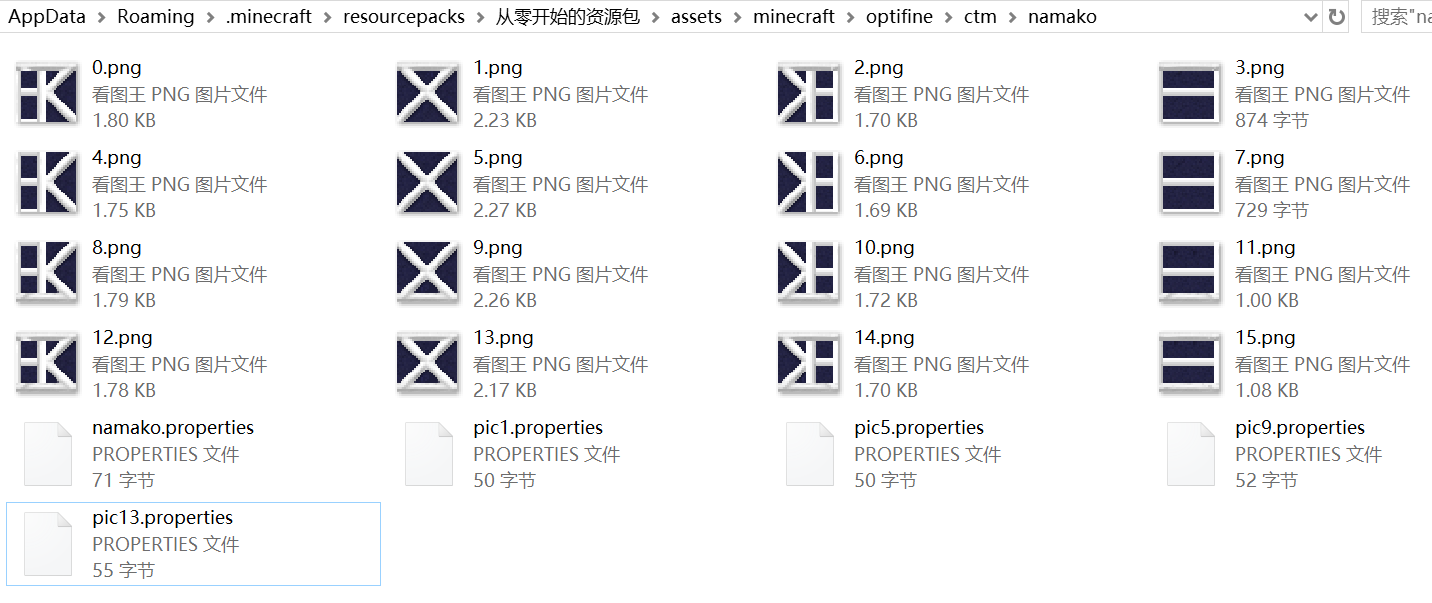 AppData > Roaming > .minecraft > resourcepacks > 从零开始的资源包 > assets > minecraft > optifine > ctm > namako 搜索"na
0.png 1.png 2.png 3.png
看图王 PNG 图片文件 看图王 PNG 图片文件 看图王 PNG 图片文件 看图王 PNG 图片文件
1.80 KB 2.23 KB 1.70 KB 874 字节
4.png 5.png 6.png 7.png
看图王 PNG 图片文件 看图王 PNG 图片文件 看图王 PNG 图片文件 看图王 PNG 图片文件
1.75 KB 2.27 KB 1.69 KB 729 字节
8.png 9.png 10.png 11.png
看图王 PNG 图片文件 看图王 PNG 图片文件 看图王 PNG 图片文件 看图王 PNG 图片文件
1.79 KB 2.26 KB 1.72 KB 1.00 KB
12.png 13.png 14.png 15.png
看图王 PNG 图片文件 看图王 PNG 图片文件 看图王 PNG 图片文件 看图王 PNG 图片文件
1.78 KB 2.17 KB 1.70 KB 1.08 KB
namako.properties pic1.properties pic5.properties pic9.properties
PROPERTIES 文件 PROPERTIES 文件 PROPERTIES 文件 PROPERTIES 文件
71 字节 50 字节 50 字节 52 字节
pic13.properties
PROPERTIES 文件
55 字节